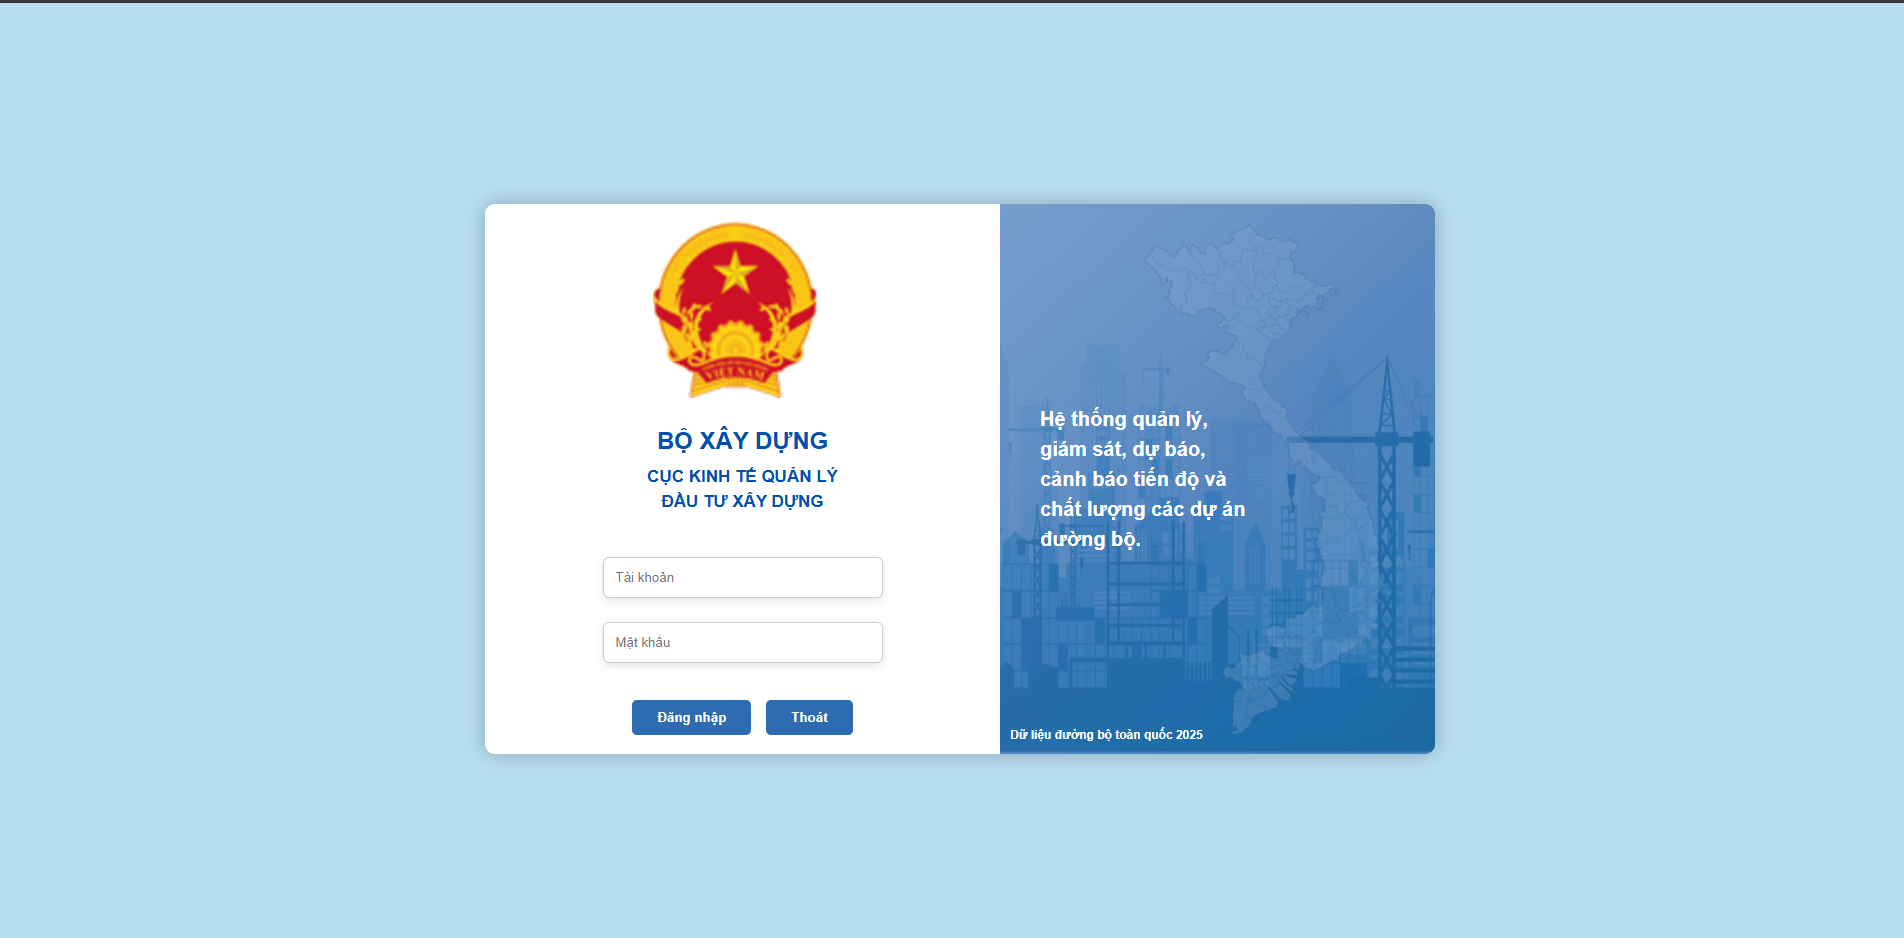 VIỆT NAM
BỘ XÂY DỰNG
CỤC KINH TẾ QUẢN LÝ
ĐẦU TƯ XÂY DỰNG
Tài khoản
Mật khẩu
Đăng nhập
Thoát
Hệ thống quản lý,
giám sát, dự báo,
cảnh báo tiến độ và
chất lượng các dự án
đường bộ.
Dữ liệu đường bộ toàn quốc 2025